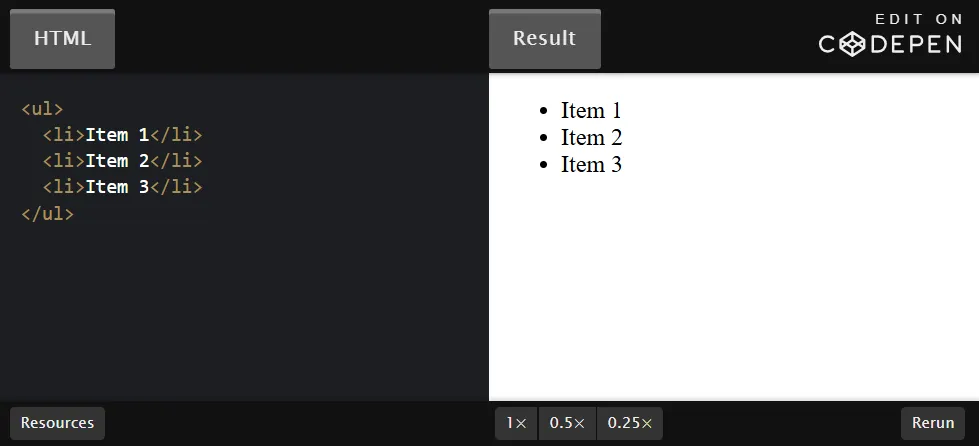 HTML
Result
EDIT ON
CODEPEN
<ul>
  <li>Item 1</li>
  <li>Item 2</li>
  <li>Item 3</li>
</ul>
• Item 1
• Item 2
• Item 3
Resources
1× 0.5× 0.25×
Rerun